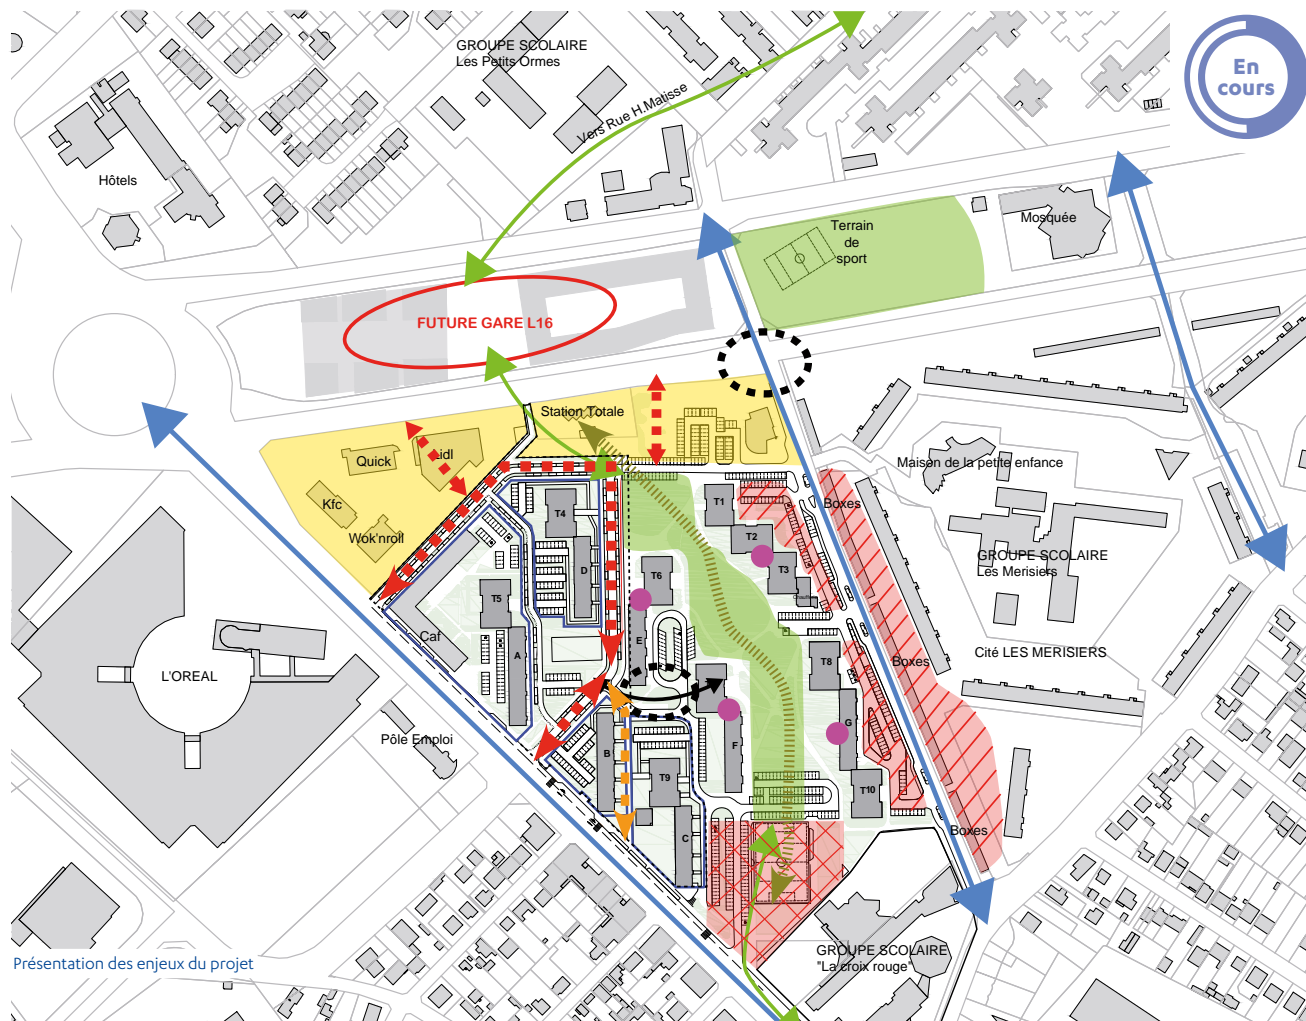 GROUPE SCOLAIRE
Les Petits Ormes
En
cours
Vers Rue H.Matisse
Hôtels
Mosquée
Terrain
de
sport
FUTURE GARE L16
Station Totale
Quick
Lidl
Maison de la petite enfance
Kfc
Wok'nroll
T4
T1
Boxes
T2
GROUPE SCOLAIRE
Les Merisiers
D
T6
T3
T5
Caf
E
A
Cité LES MERISIERS
T8
Boxes
L'OREAL
Pôle Emploi
B
F
G
T9
T10
C
Boxes
GROUPE SCOLAIRE
"La croix rouge"
Présentation des enjeux du projet